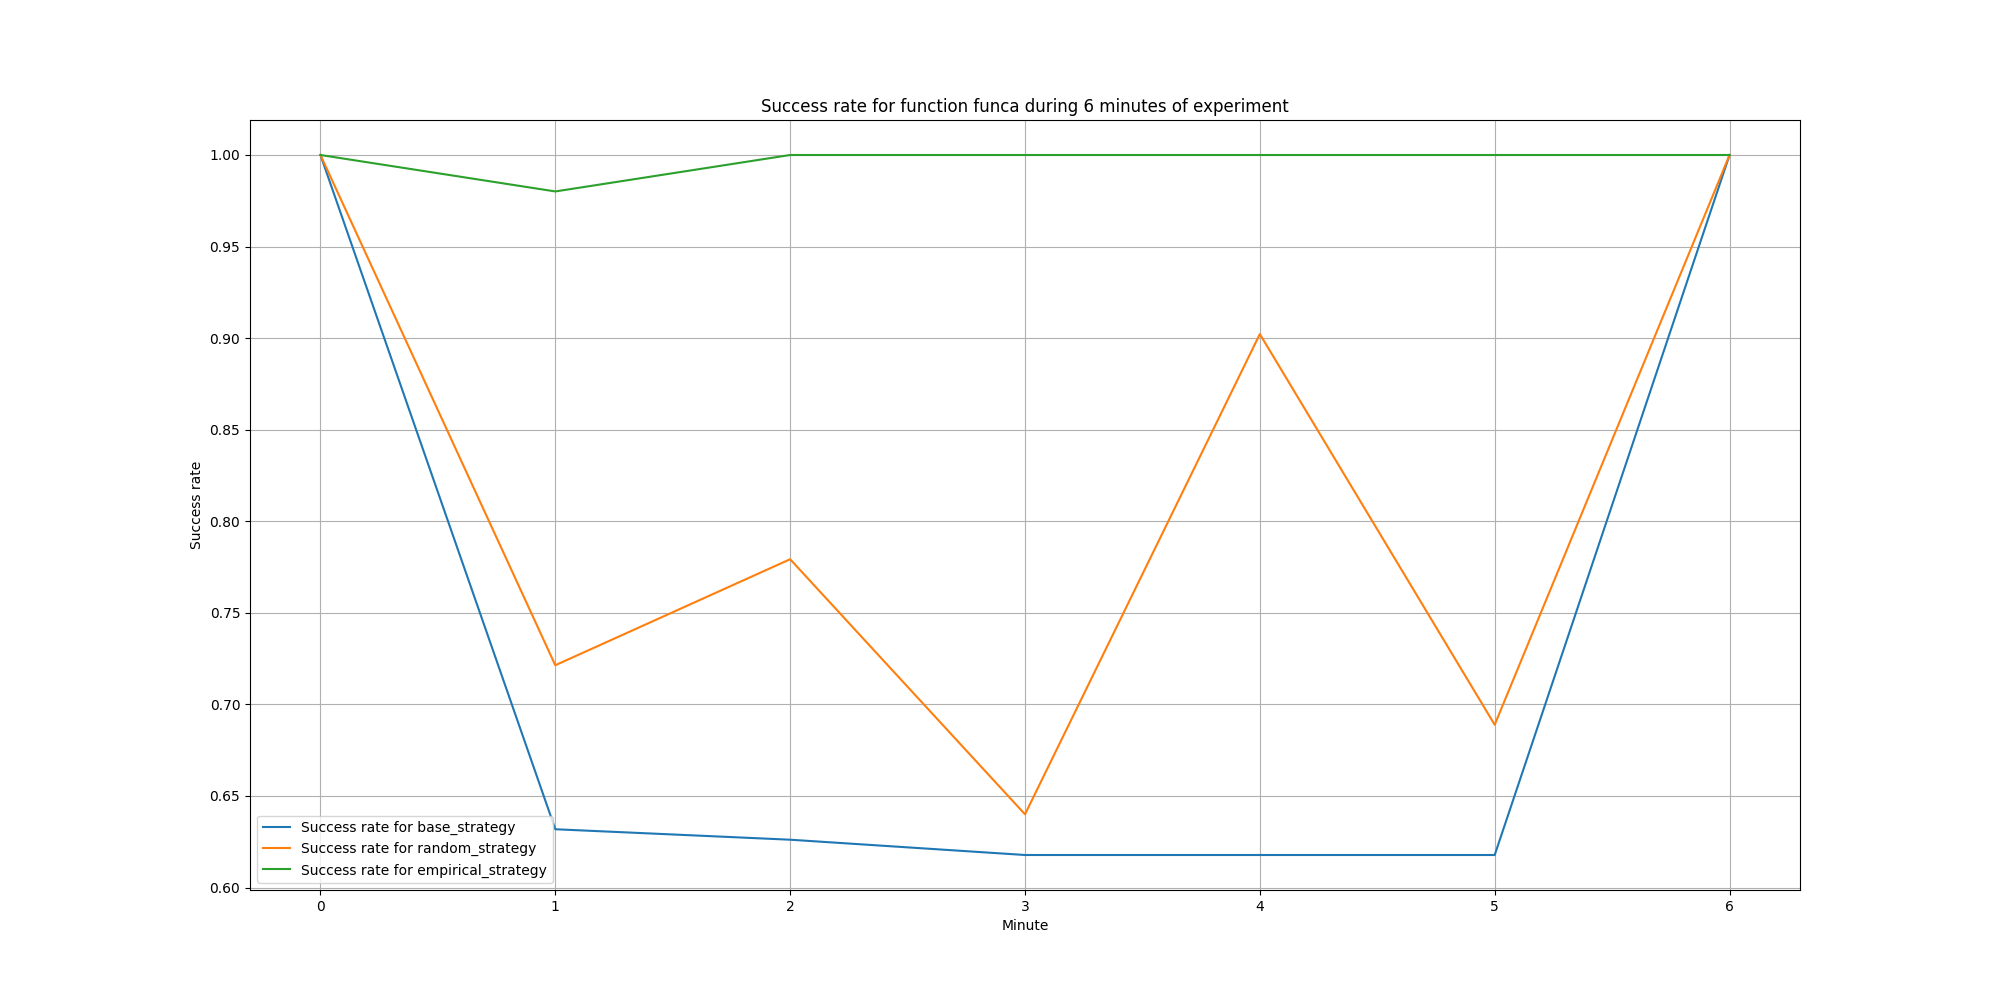 Success rate for function funca during 6 minutes of experiment
1.00
0.95
0.90
0.85
0.80
0.75
0.70
0.65
0.60
Success rate
Success rate for base_strategy
Success rate for random_strategy
Success rate for empirical_strategy
0 1 2 3 4 5 6
Minute